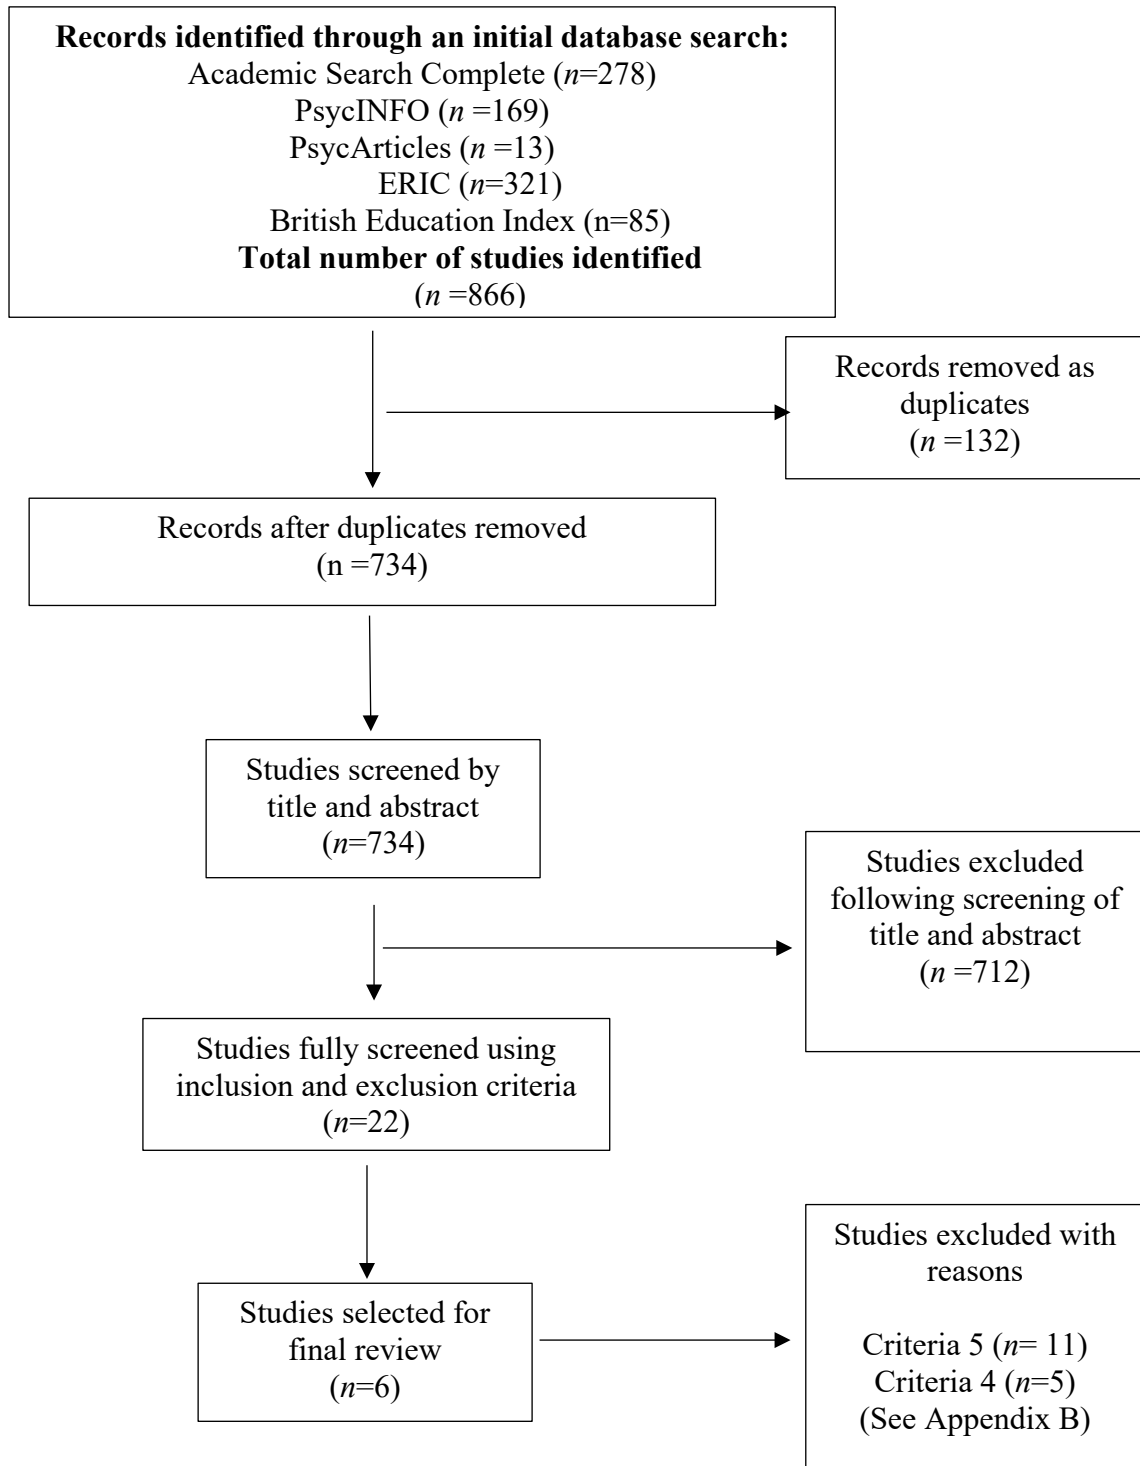 Records identified through an initial database search:
Academic Search Complete (n=278)
PsycINFO (n =169)
PsycArticles (n =13)
ERIC (n=321)
British Education Index (n=85)
Total number of studies identified
(n =866)
Records removed as
duplicates
(n =132)
Records after duplicates removed
(n =734)
Studies screened by
title and abstract
(n=734)
Studies excluded
following screening of
title and abstract
(n =712)
Studies fully screened using
inclusion and exclusion criteria
(n=22)
Studies excluded with
reasons
Criteria 5 (n= 11)
Criteria 4 (n=5)
(See Appendix B)
Studies selected for
final review
(n=6)